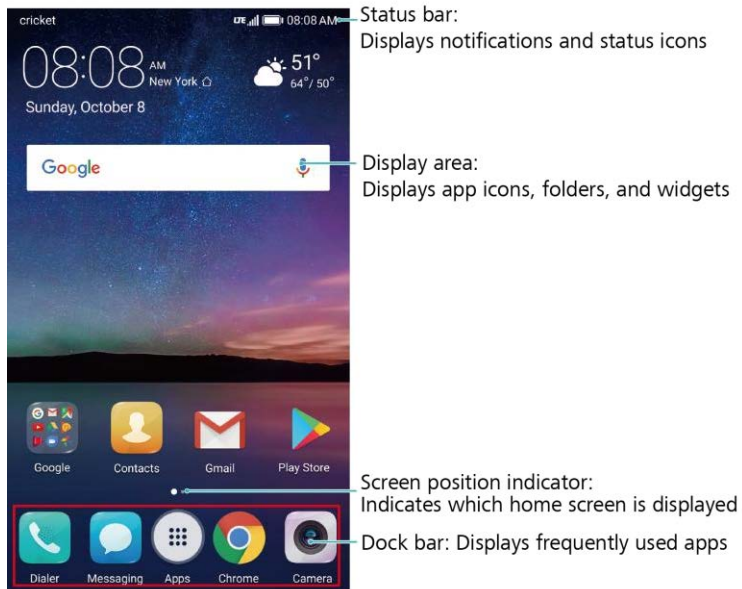 cricket LTE 08:08 AM
08:08 AM
New York
51°
64°/ 50°
Sunday, October 8
Google
Google Contacts Gmail Play Store
Dialer Messaging Apps Chrome Camera
Status bar:
Displays notifications and status icons
Display area:
Displays app icons, folders, and widgets
Screen position indicator:
Indicates which home screen is displayed
Dock bar: Displays frequently used apps